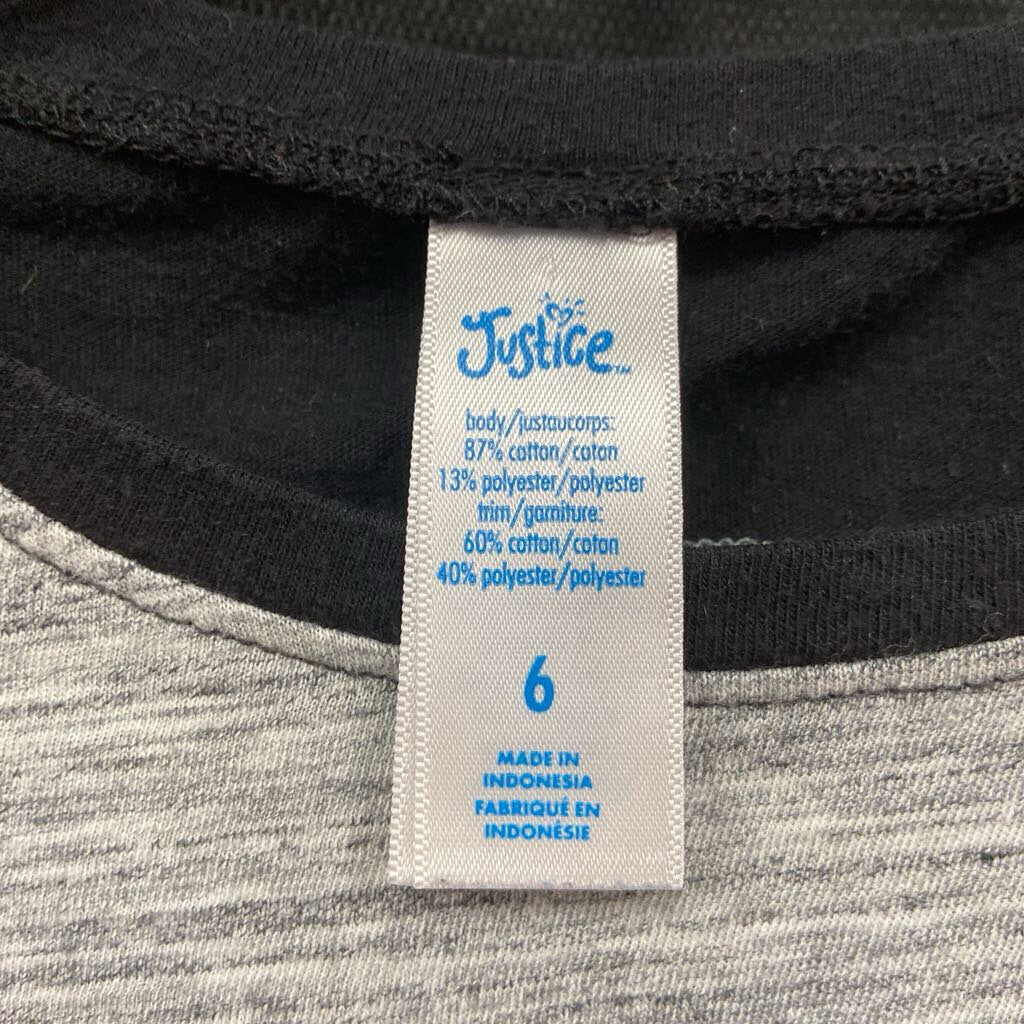 Justice™
body/justaucorps:
87% cotton/coton
13% polyester/polyester
trim/garniture:
60% cotton/coton
40% polyester/polyester
6
MADE IN
INDONESIA
FABRIQUÉ EN
INDONÉSIE